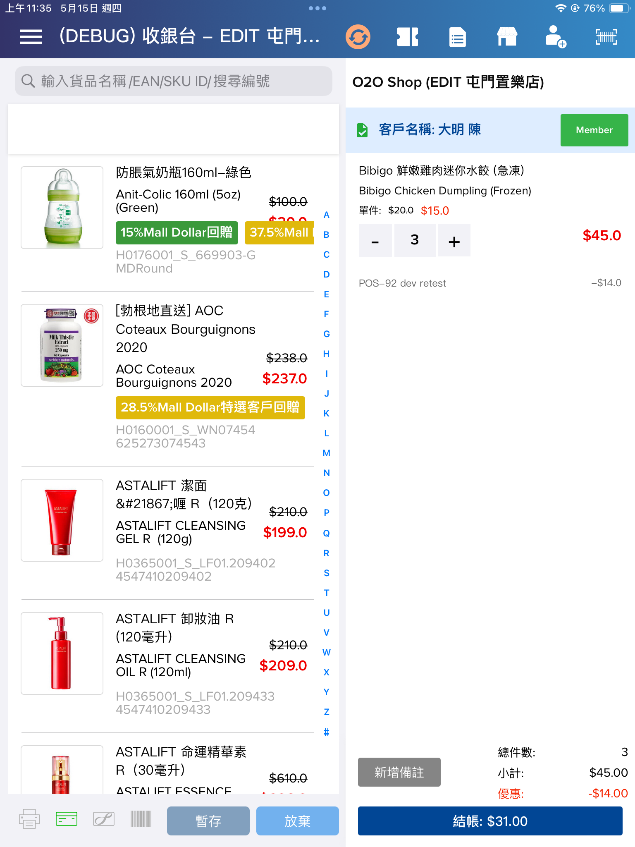 上午11:35 5月15日 週四
76%
(DEBUG) 收銀台 – EDIT 屯門...
輸入貨品名稱/EAN/SKU ID/搜尋編號
防脹氣奶瓶160ml–綠色
Anit-Colic 160ml (5oz)
(Green)
$100.0
15%Mall Dollar回贈
37.5%Mall
H0176001_S_669903-G
MDRound
[勃根地直送] AOC
Coteaux Bourguignons
2020
AOC Coteaux
Bourguignons 2020
$238.0
$237.0
28.5%Mall Dollar特選客戶回贈
H0160001_S_WN07454
625273074543
ASTALIFT 潔面
&#21867;喱 R（120克）
ASTALIFT CLEANSING
GEL R (120g)
$210.0
$199.0
H0365001_S_LF01.209402
4547410209402
ASTALIFT 卸妝油 R
(120毫升)
ASTALIFT CLEANSING
OIL R (120ml)
$210.0
$209.0
H0365001_S_LF01.209433
4547410209433
ASTALIFT 命運精華素
R（30毫升）
ASTALIFT ESSENCE
$610.0
A
B
C
D
E
F
G
H
I
J
K
L
M
N
O
P
Q
R
S
T
U
V
W
X
Y
Z
#
暫存
放棄
O2O Shop (EDIT 屯門置樂店)
客戶名稱: 大明 陳
Member
Bibigo 鮮嫩雞肉迷你水餃 (急凍)
Bibigo Chicken Dumpling (Frozen)
單件: $20.0 $15.0
- 3 +
$45.0
POS–92 dev retest
–$14.0
新增備註
總件數: 3
小計: $45.00
優惠: -$14.00
結帳: $31.00